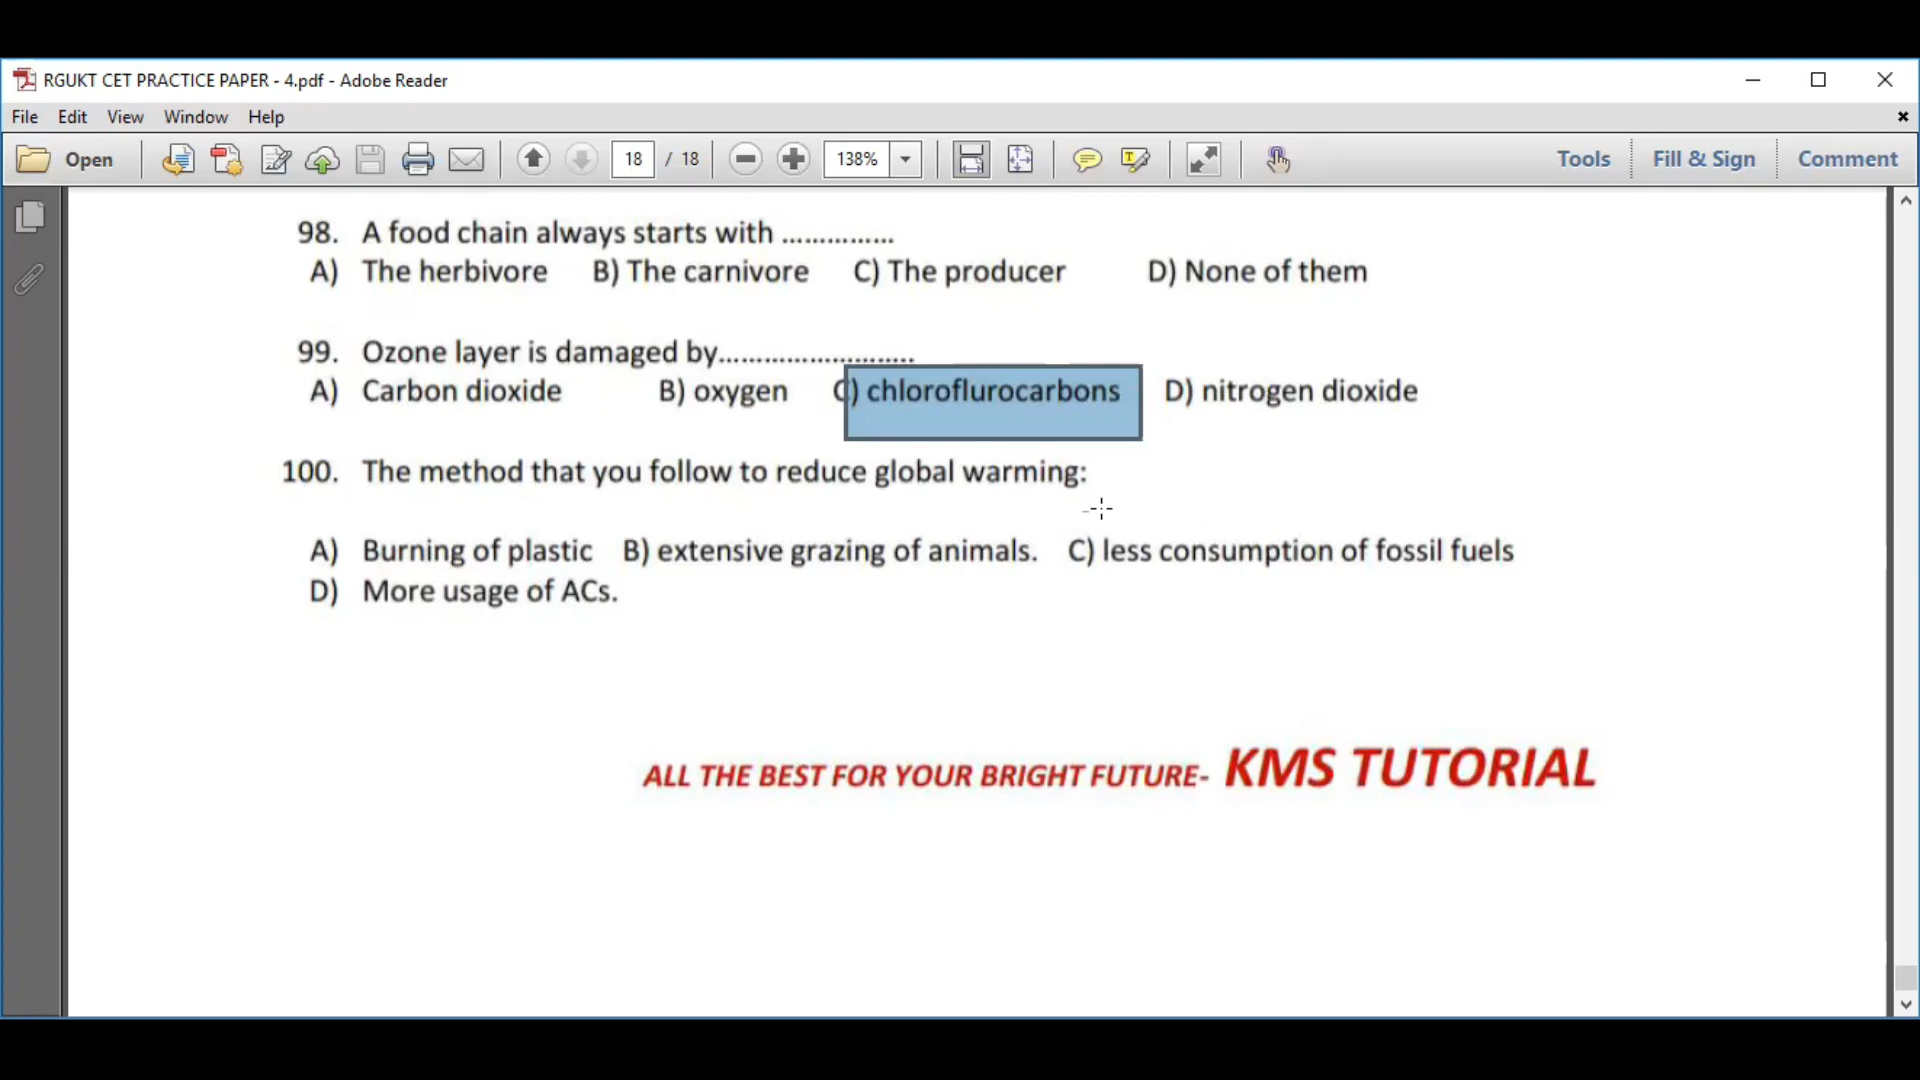 RGUKT CET PRACTICE PAPER - 4.pdf - Adobe Reader
File Edit View Window Help
Open 18 / 18 138% Tools Fill & Sign Comment
98. A food chain always starts with ...............
A) The herbivore B) The carnivore C) The producer D) None of them
99. Ozone layer is damaged by..........................
A) Carbon dioxide B) oxygen C) chloroflurocarbons D) nitrogen dioxide
100. The method that you follow to reduce global warming:
A) Burning of plastic B) extensive grazing of animals. C) less consumption of fossil fuels
D) More usage of ACs.
ALL THE BEST FOR YOUR BRIGHT FUTURE- KMS TUTORIAL